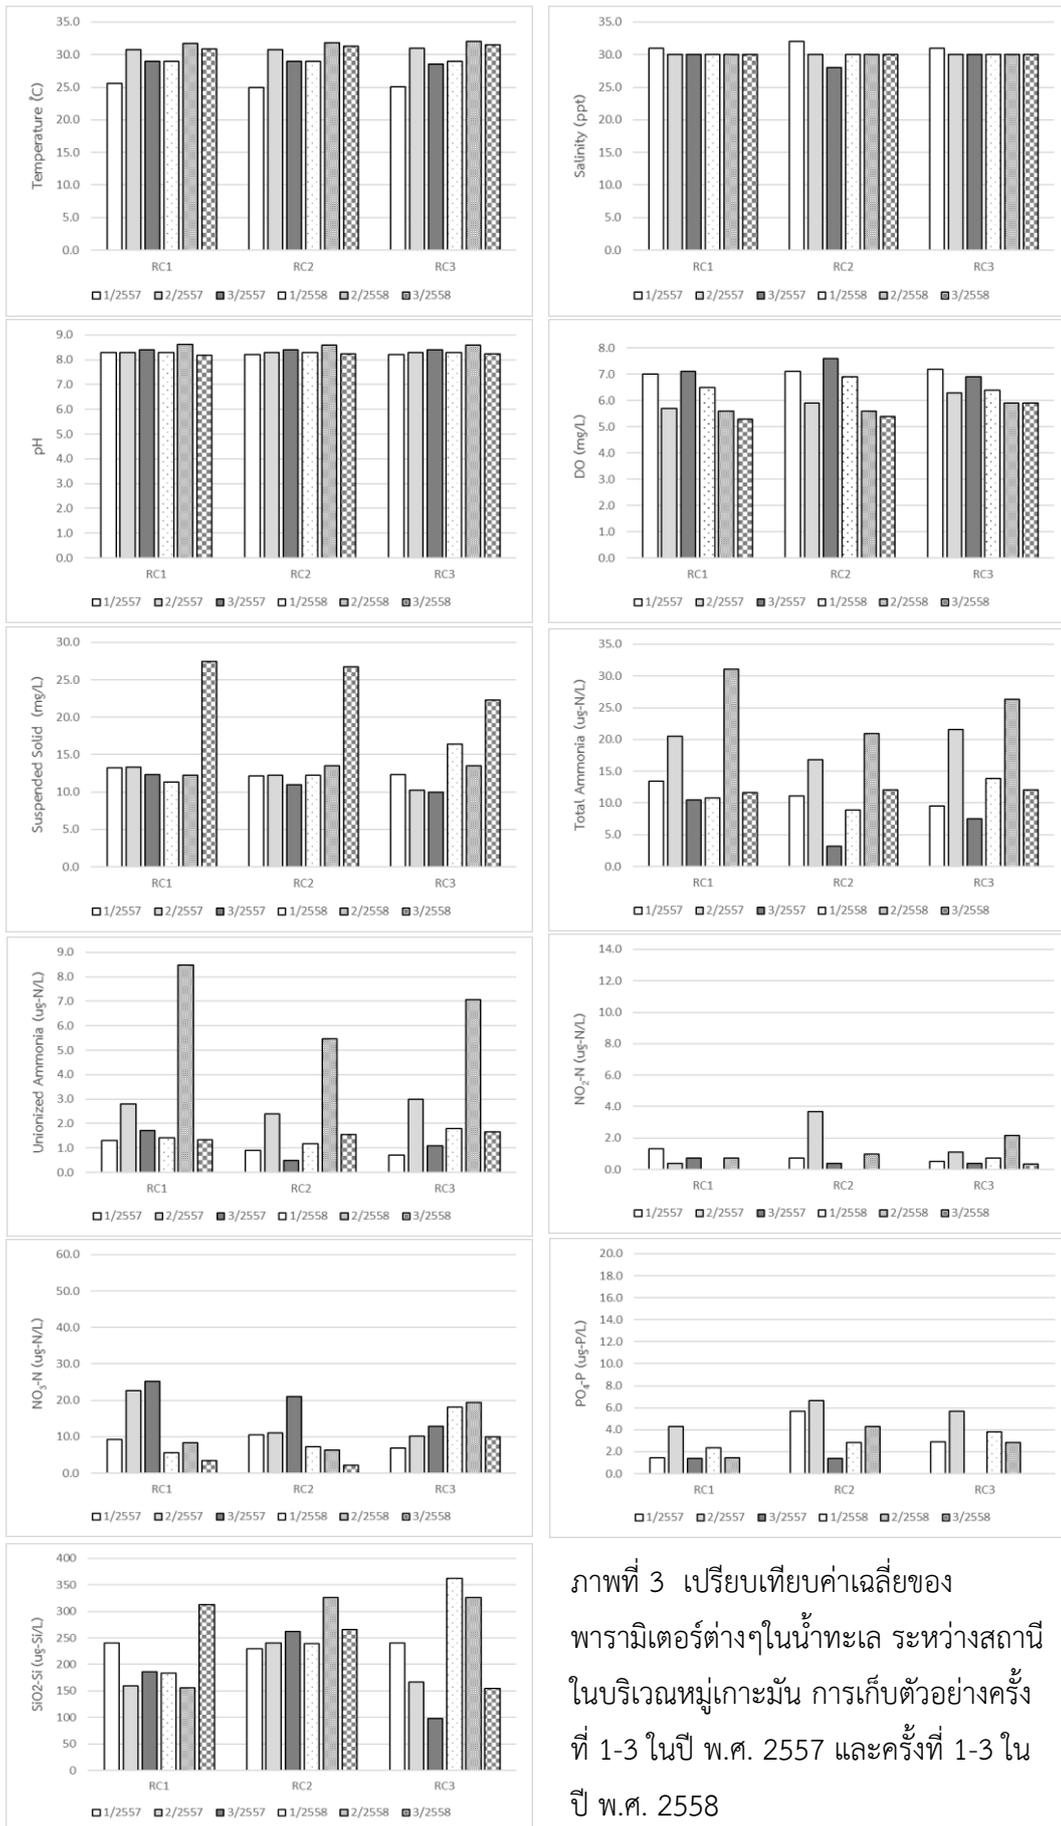 35.0
30.0
25.0
20.0
15.0
10.0
5.0
0.0
Temperature (°C)
RC1 RC2 RC3
1/2557 2/2557 3/2557 1/2558 2/2558 3/2558
35.0
30.0
25.0
20.0
15.0
10.0
5.0
0.0
Salinity (ppt)
RC1 RC2 RC3
1/2557 2/2557 3/2557 1/2558 2/2558 3/2558
9.0
8.0
7.0
6.0
5.0
4.0
3.0
2.0
1.0
0.0
pH
RC1 RC2 RC3
1/2557 2/2557 3/2557 1/2558 2/2558 3/2558
8.0
7.0
6.0
5.0
4.0
3.0
2.0
1.0
0.0
DO (mg/L)
RC1 RC2 RC3
1/2557 2/2557 3/2557 1/2558 2/2558 3/2558
30.0
25.0
20.0
15.0
10.0
5.0
0.0
Suspended Solid (mg/L)
RC1 RC2 RC3
1/2557 2/2557 3/2557 1/2558 2/2558 3/2558
35.0
30.0
25.0
20.0
15.0
10.0
5.0
0.0
Total Ammonia (ug-N/L)
RC1 RC2 RC3
1/2557 2/2557 3/2557 1/2558 2/2558 3/2558
9.0
8.0
7.0
6.0
5.0
4.0
3.0
2.0
1.0
0.0
Unionized Ammonia (ug-N/L)
RC1 RC2 RC3
1/2557 2/2557 3/2557 1/2558 2/2558 3/2558
14.0
12.0
10.0
8.0
6.0
4.0
2.0
0.0
NO₂-N (ug-N/L)
RC1 RC2 RC3
1/2557 2/2557 3/2557 1/2558 2/2558 3/2558
60.0
50.0
40.0
30.0
20.0
10.0
0.0
NO₃-N (ug-N/L)
RC1 RC2 RC3
1/2557 2/2557 3/2557 1/2558 2/2558 3/2558
20.0
18.0
16.0
14.0
12.0
10.0
8.0
6.0
4.0
2.0
0.0
PO₄-P (ug-P/L)
RC1 RC2 RC3
1/2557 2/2557 3/2557 1/2558 2/2558 3/2558
400
350
300
250
200
150
100
50
0
SiO2-Si (ug-Si/L)
RC1 RC2 RC3
1/2557 2/2557 3/2557 1/2558 2/2558 3/2558
ภาพที่ 3 เปรียบเทียบค่าเฉลี่ยของ
พารามิเตอร์ต่างๆในน้ำทะเล ระหว่างสถานี
ในบริเวณหมู่เกาะมัน การเก็บตัวอย่างครั้ง
ที่ 1-3 ในปี พ.ศ. 2557 และครั้งที่ 1-3 ใน
ปี พ.ศ. 2558